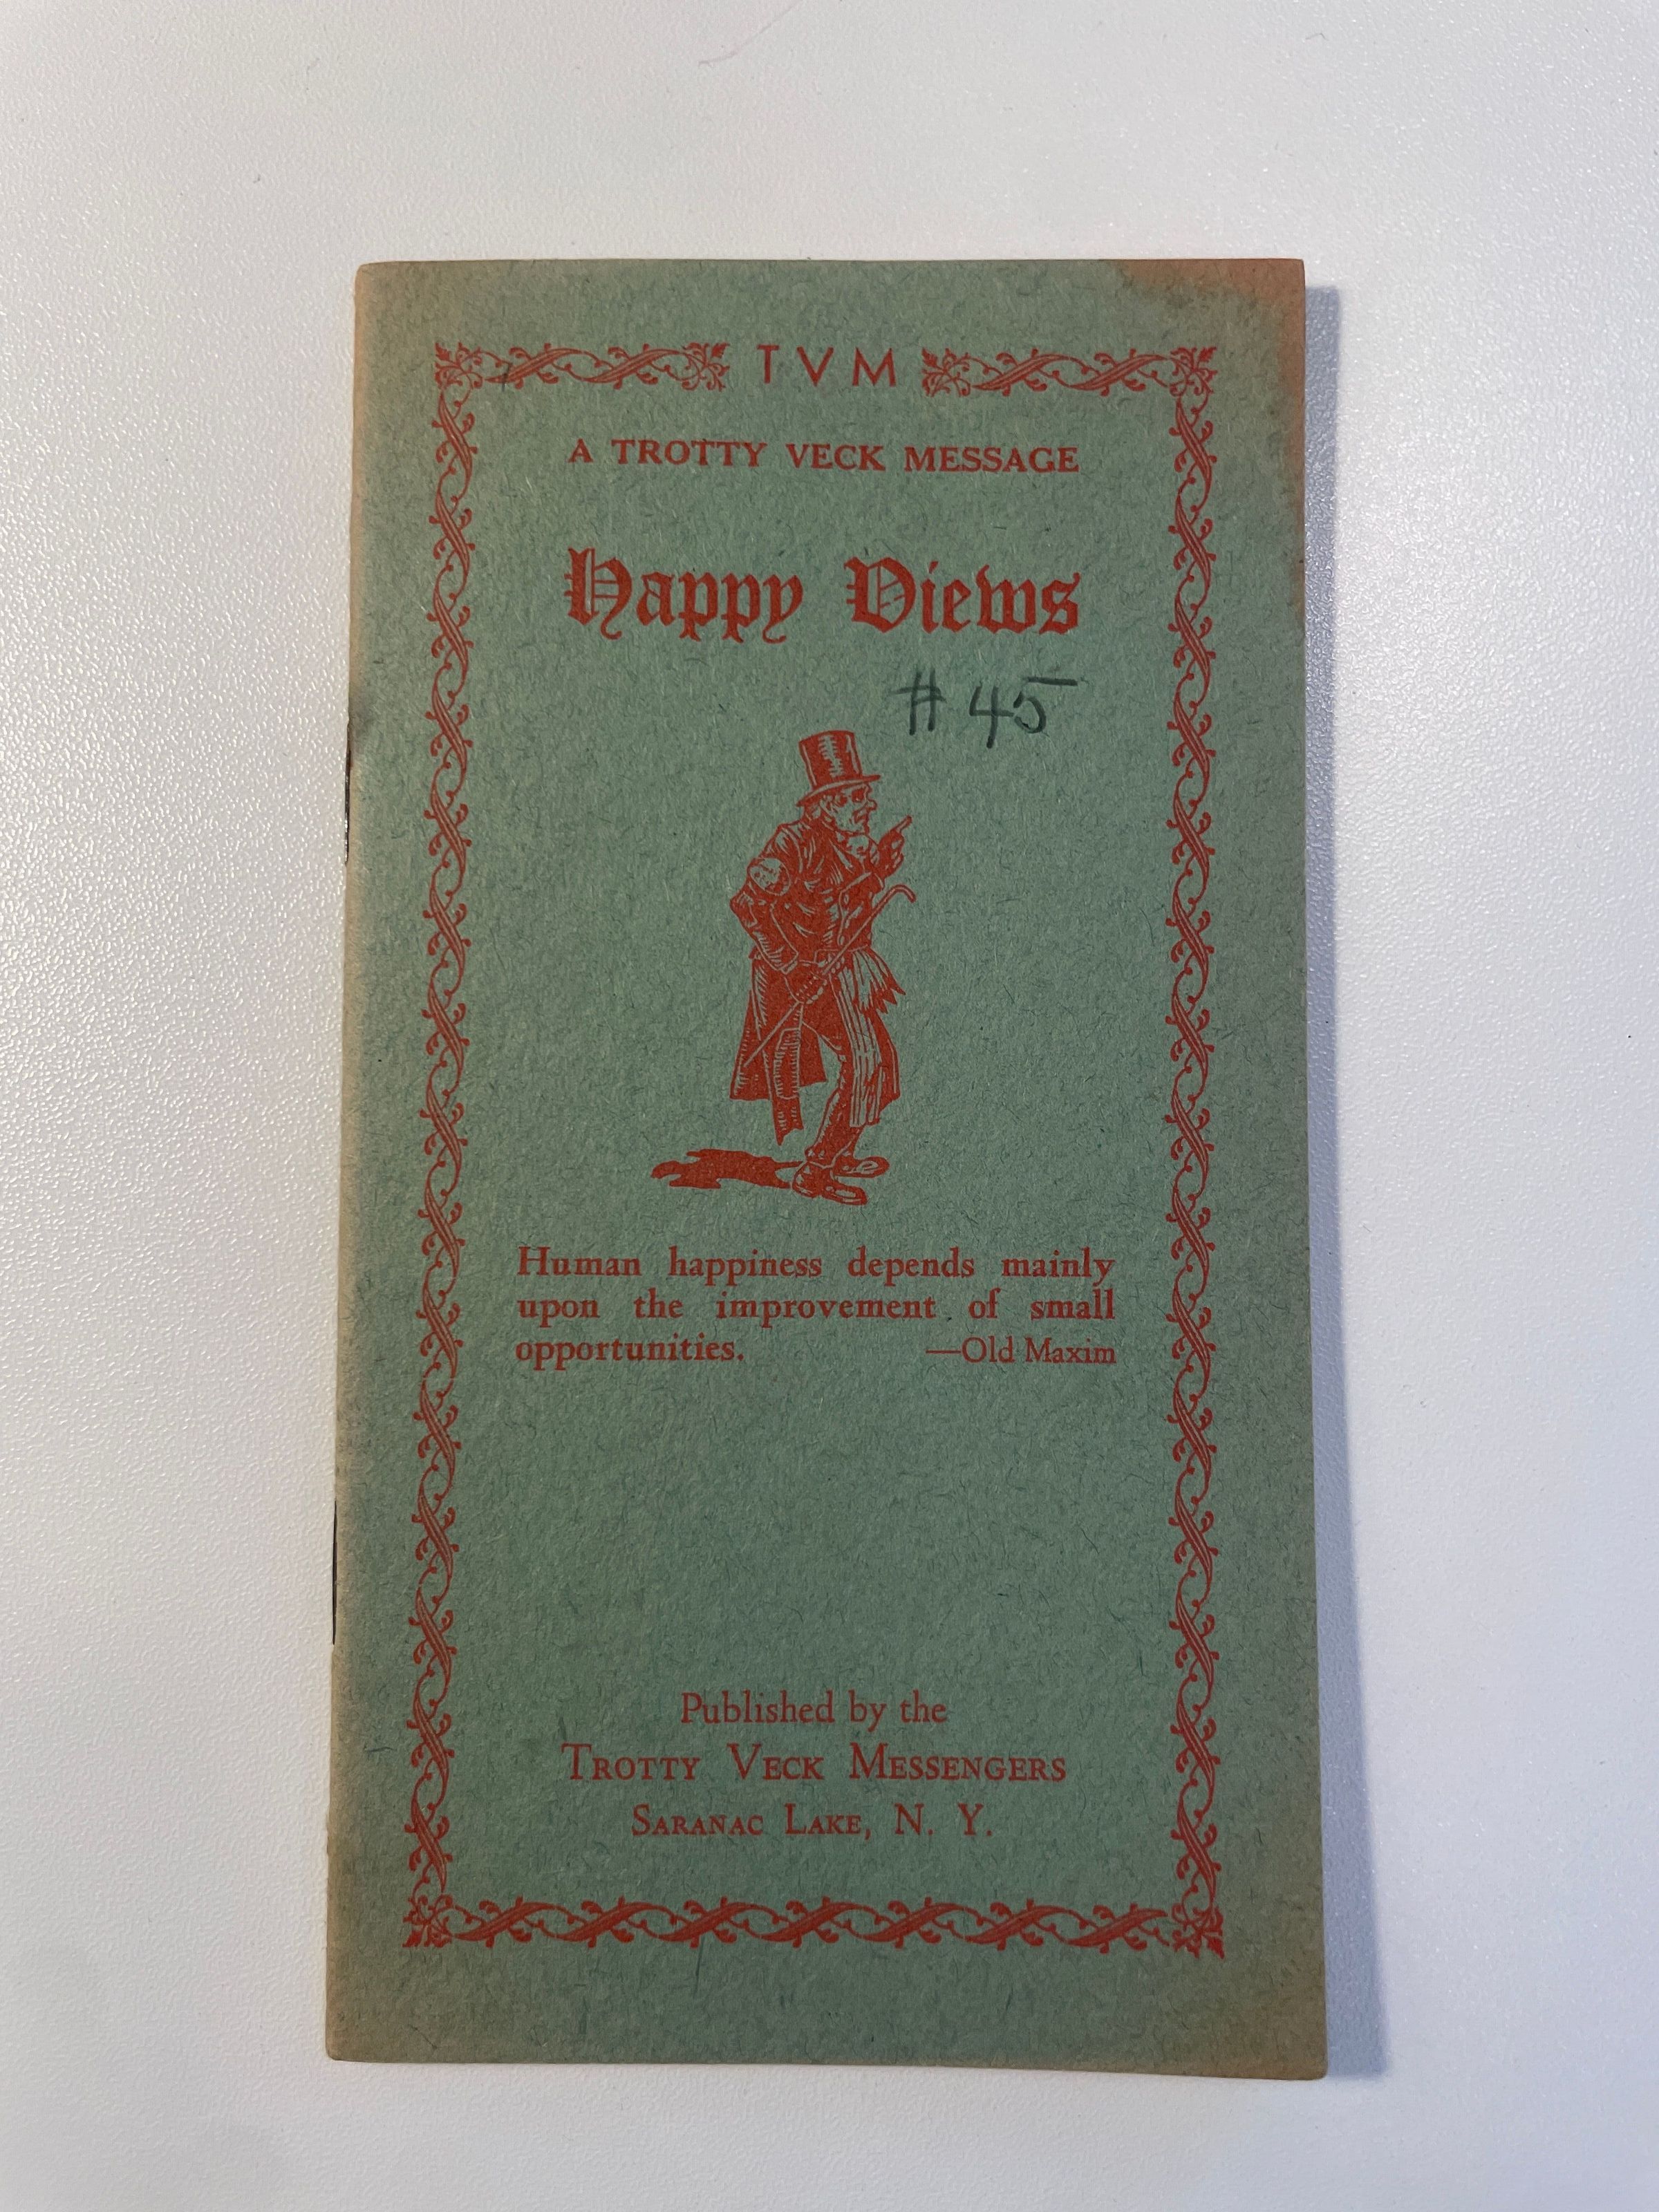 TVM
A TROTTY VECK MESSAGE
Happy Views
# 45
Human happiness depends mainly
upon the improvement of small
opportunities. —Old Maxim
Published by the
TROTTY VECK MESSENGERS
SARANAC LAKE, N. Y.